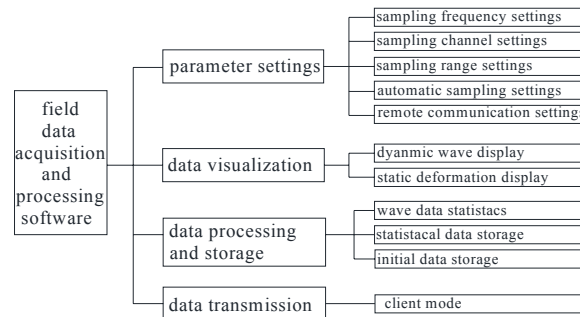 field
data
acquisition
and
processing
software
parameter settings
sampling frequency settings
sampling channel settings
sampling range settings
automatic sampling settings
remote communication settings
data visualization
dyanmic wave display
static deformation display
data processing
and storage
wave data statistacs
statistacal data storage
initial data storage
data transmission
client mode